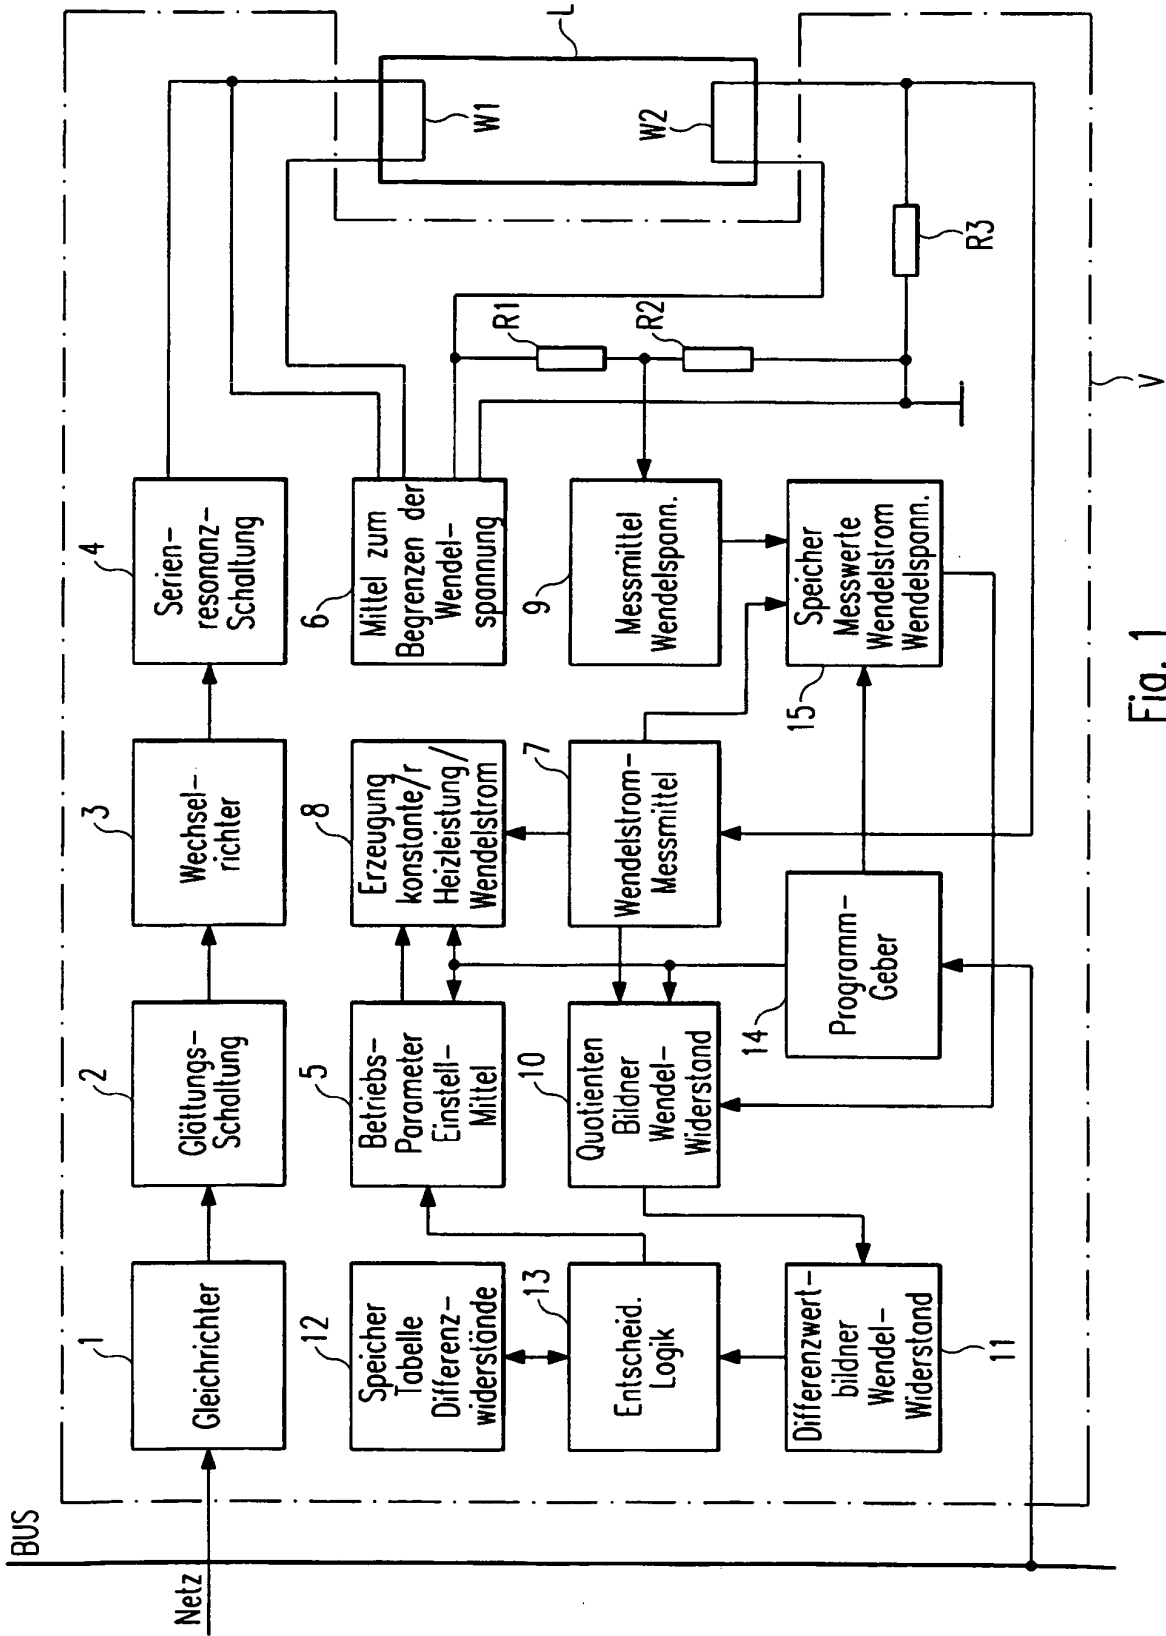 BUS
Netz
1
Gleichrichter
2
Glättungs-
Schaltung
3
Wechsel-
richter
4
Serien-
resonanz-
Schaltung
12
Speicher
Tabelle
Differenz-
widerstände
5
Betriebs-
Parameter
Einstell-
Mittel
8
Erzeugung
konstante/r
Heizleistung/
Wendelstrom
6
Mittel zum
Begrenzen der
Wendel-
spannung
13
Entscheid.
Logik
10
Quotienten
Bildner
Wendel-
Widerstand
7
Wendelstrom-
Messmittel
9
Messmittel
Wendelspann.
11
Differenzwert-
bildner
Wendel-
Widerstand
14
Programm-
Geber
15
Speicher
Messwerte
Wendelstrom
Wendelspann.
R1
R2
R3
W1
W2
L
V
Fig. 1